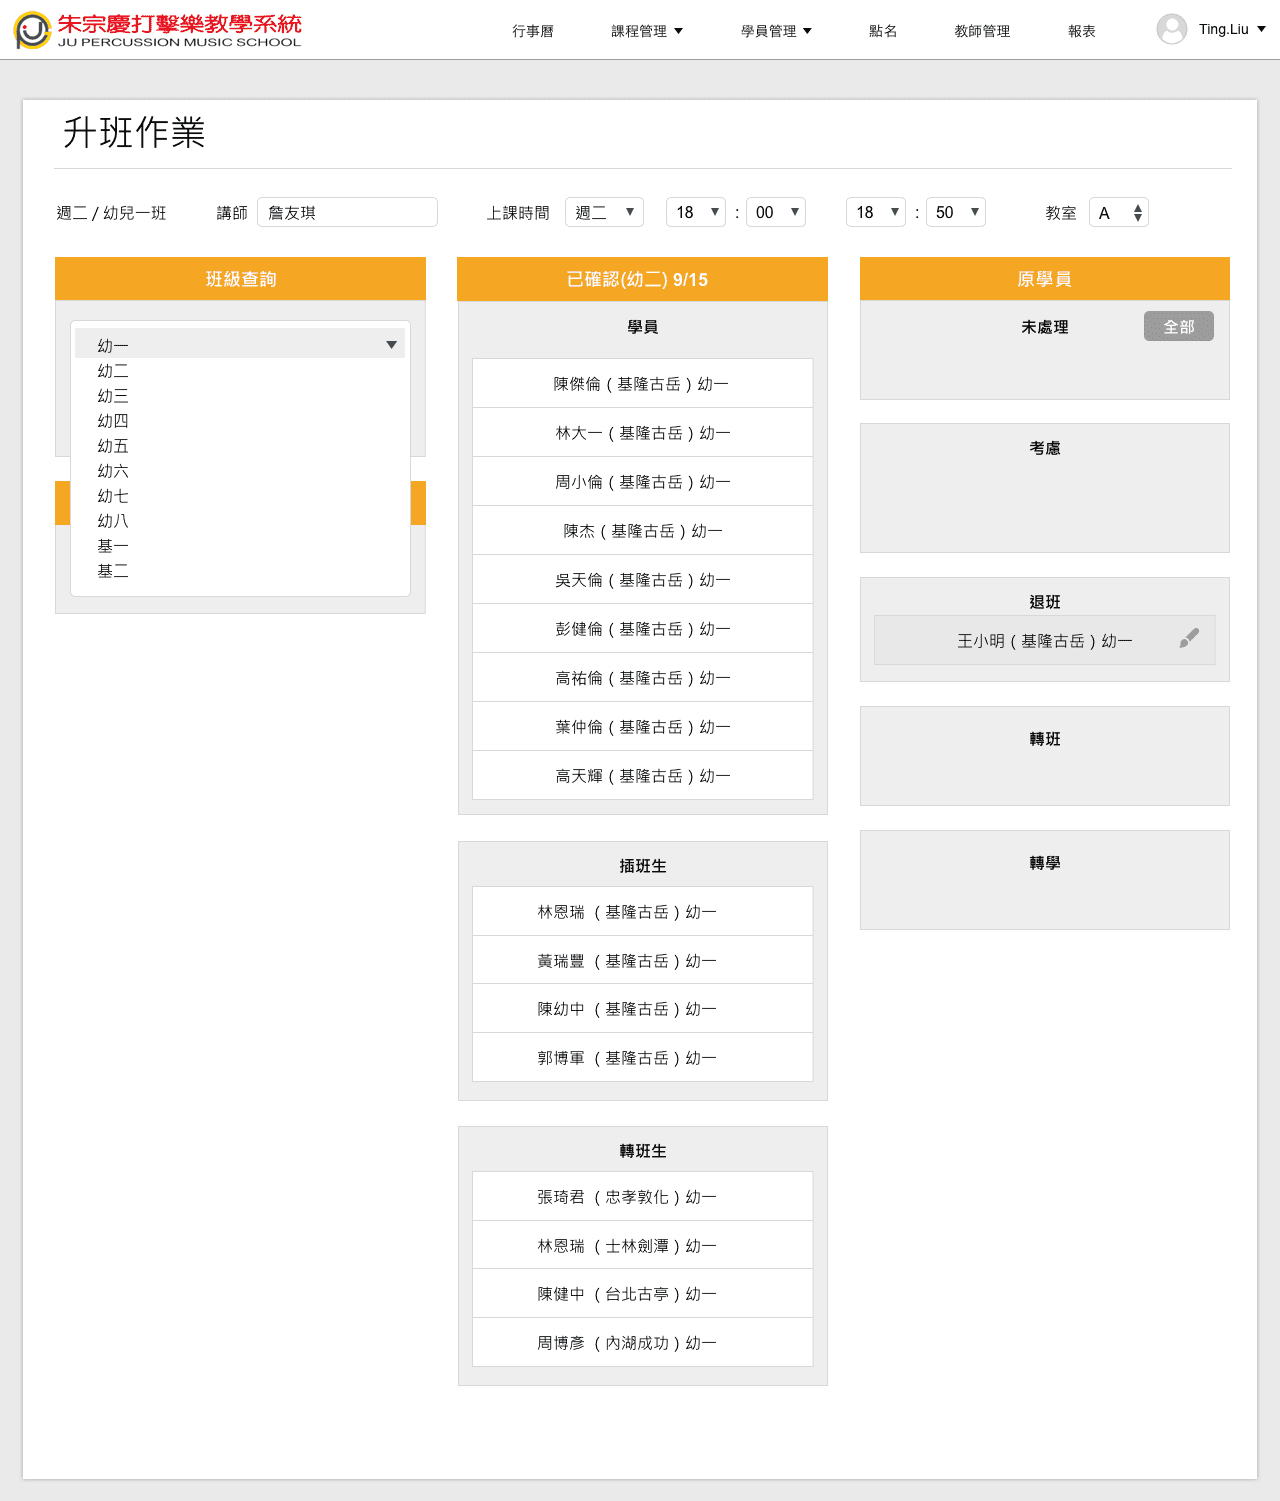 朱宗慶打擊樂教學系統
JU PERCUSSION MUSIC SCHOOL
行事曆 課程管理 學員管理 點名 教師管理 報表 Ting.Liu
升班作業
週二 / 幼兒一班 講師 詹友琪 上課時間 週二 18 : 00 18 : 50 教室 A
班級查詢
幼一
幼二
幼三
幼四
幼五
幼六
幼七
幼八
基一
基二
已確認(幼二) 9/15
學員
陳傑倫 ( 基隆古岳 ) 幼一
林大一 ( 基隆古岳 ) 幼一
周小倫 ( 基隆古岳 ) 幼一
陳杰 ( 基隆古岳 ) 幼一
吳天倫 ( 基隆古岳 ) 幼一
彭健倫 ( 基隆古岳 ) 幼一
高祐倫 ( 基隆古岳 ) 幼一
葉仲倫 ( 基隆古岳 ) 幼一
高天輝 ( 基隆古岳 ) 幼一
插班生
林恩瑞 ( 基隆古岳 ) 幼一
黃瑞豐 ( 基隆古岳 ) 幼一
陳幼中 ( 基隆古岳 ) 幼一
郭博軍 ( 基隆古岳 ) 幼一
轉班生
張琦君 ( 忠孝敦化 ) 幼一
林恩瑞 ( 士林劍潭 ) 幼一
陳健中 ( 台北古亭 ) 幼一
周博彥 ( 內湖成功 ) 幼一
原學員
未處理 全部
考慮
退班
王小明 ( 基隆古岳 ) 幼一
轉班
轉學